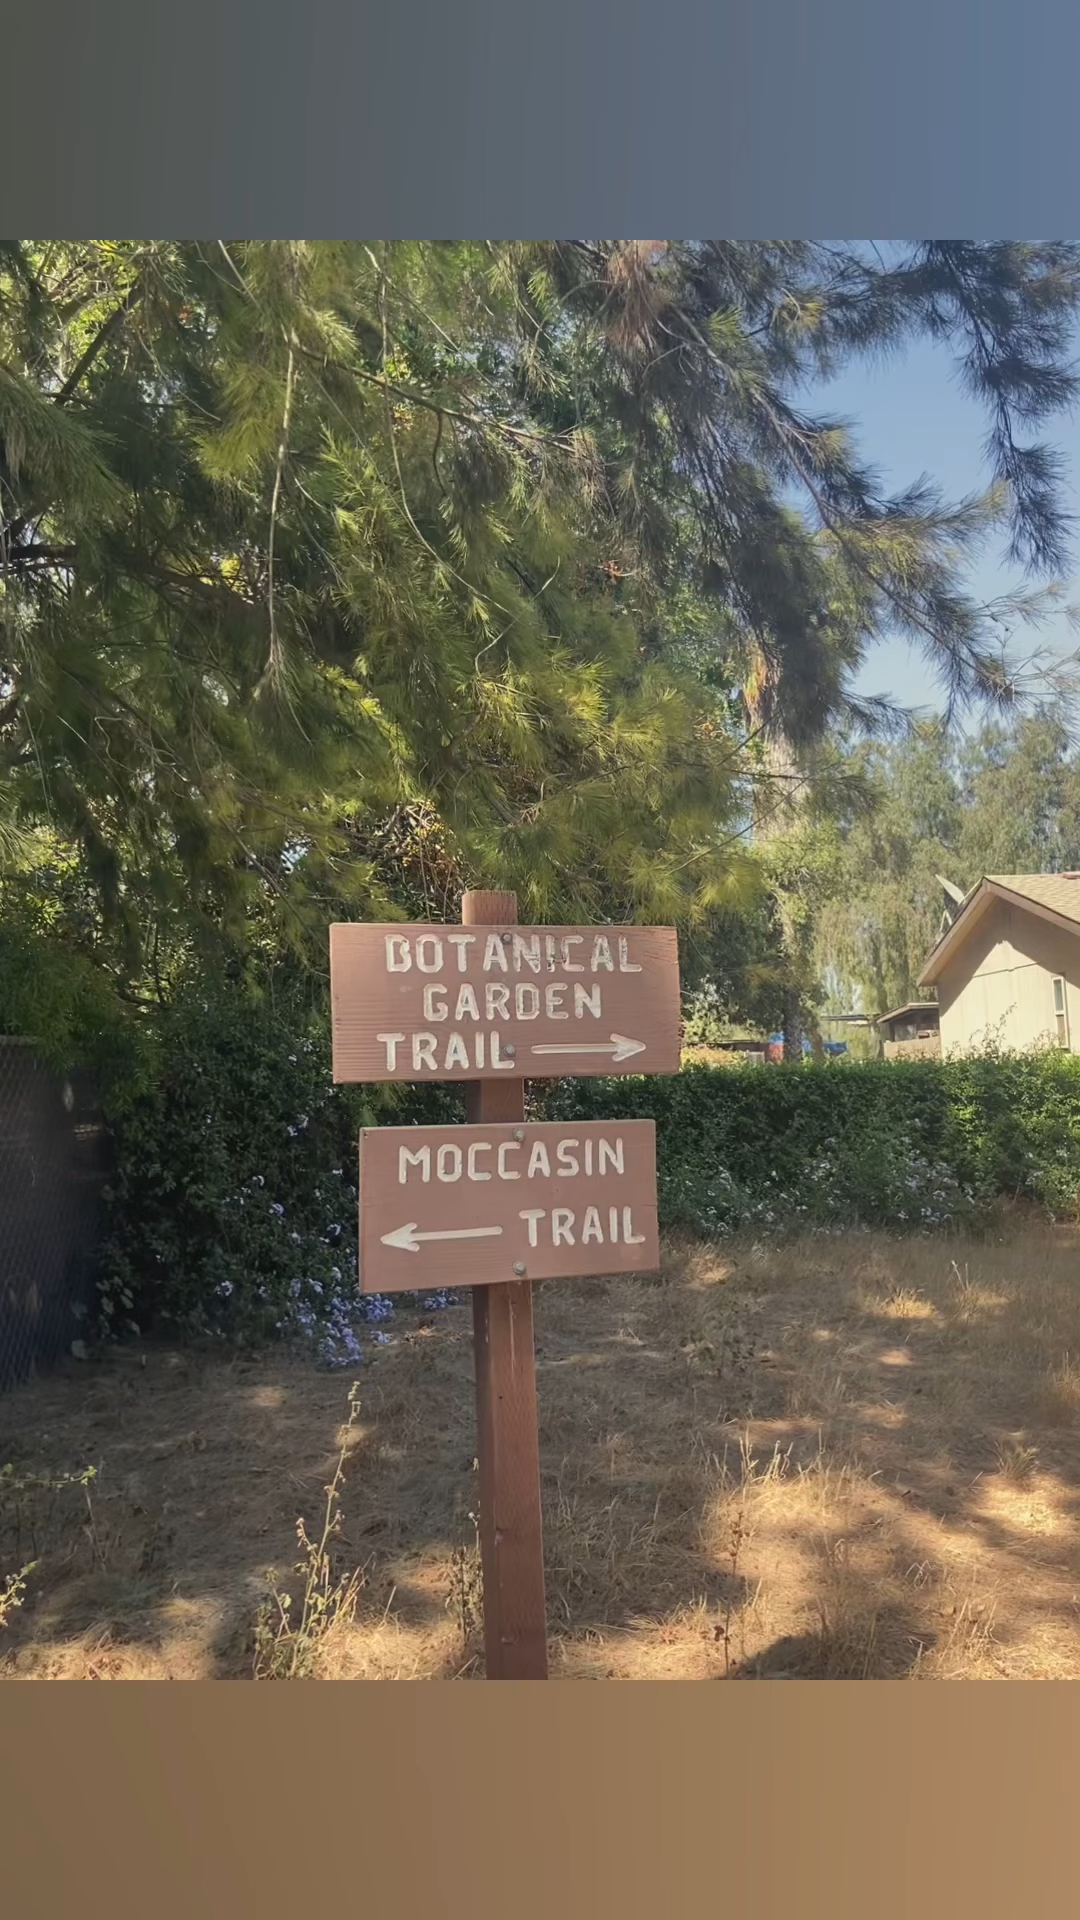 BOTANICAL
GARDEN
TRAIL →
MOCCASIN
← TRAIL